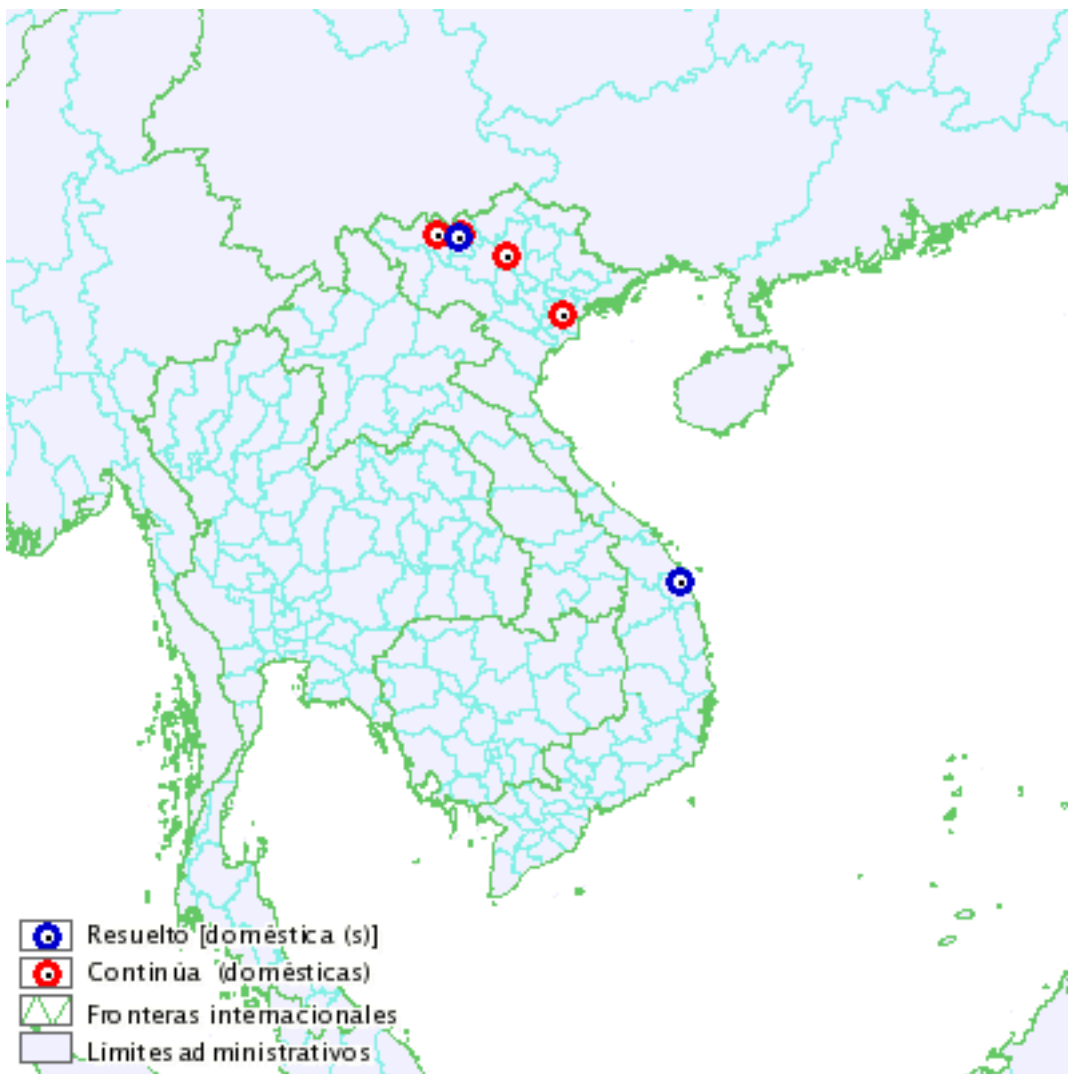 Resuelto [doméstica (s)]
Continúa (domésticas)
Fronteras internacionales
Límites administrativos